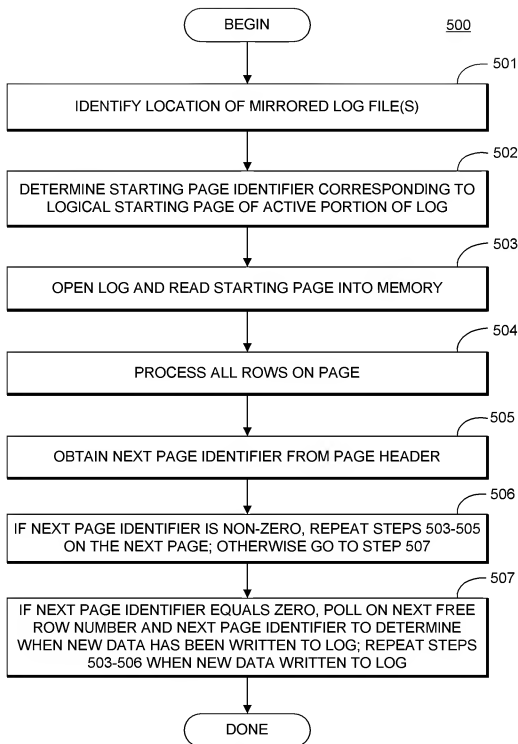 BEGIN
500
501
IDENTIFY LOCATION OF MIRRORED LOG FILE(S)
502
DETERMINE STARTING PAGE IDENTIFIER CORRESPONDING TO
LOGICAL STARTING PAGE OF ACTIVE PORTION OF LOG
503
OPEN LOG AND READ STARTING PAGE INTO MEMORY
504
PROCESS ALL ROWS ON PAGE
505
OBTAIN NEXT PAGE IDENTIFIER FROM PAGE HEADER
506
IF NEXT PAGE IDENTIFIER IS NON-ZERO, REPEAT STEPS 503-505
ON THE NEXT PAGE; OTHERWISE GO TO STEP 507
507
IF NEXT PAGE IDENTIFIER EQUALS ZERO, POLL ON NEXT FREE
ROW NUMBER AND NEXT PAGE IDENTIFIER TO DETERMINE
WHEN NEW DATA HAS BEEN WRITTEN TO LOG; REPEAT STEPS
503-506 WHEN NEW DATA WRITTEN TO LOG
DONE